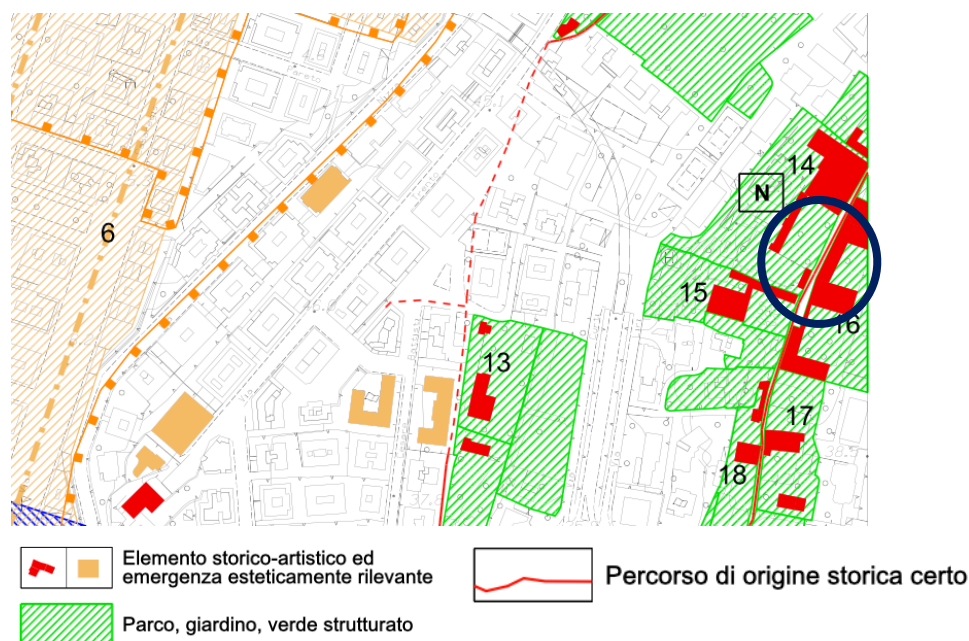 14
N
6
15
16
13
17
18
Elemento storico-artistico ed
emergenza esteticamente rilevante
Percorso di origine storica certo
Parco, giardino, verde strutturato